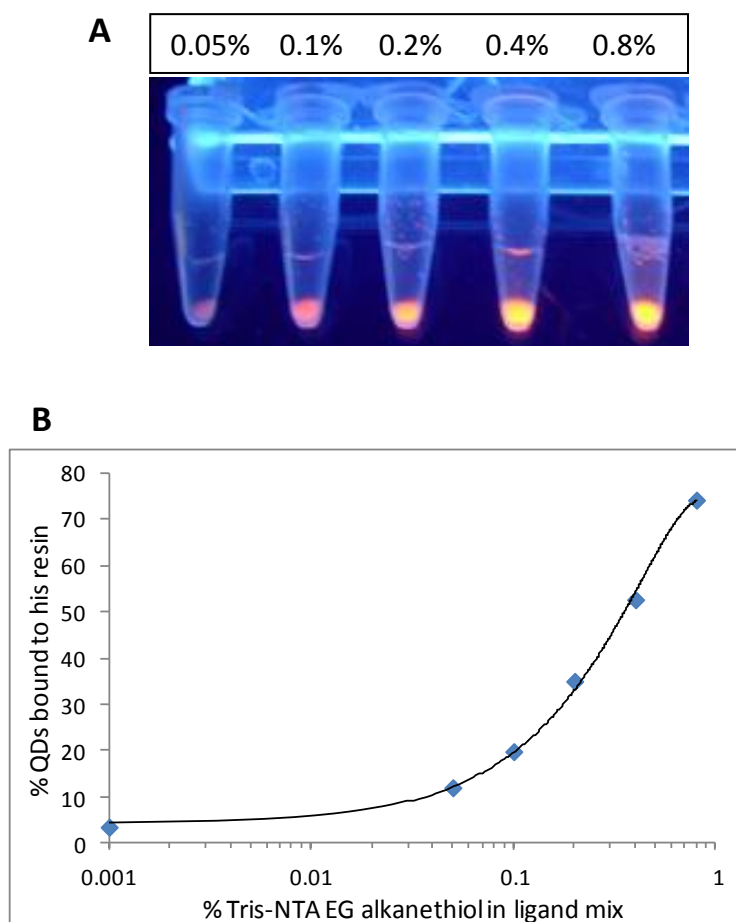 A
0.05% 0.1% 0.2% 0.4% 0.8%
B
80
70
60
50
40
30
20
10
0
% QDs bound to his resin
0.001 0.01 0.1 1
% Tris-NTA EG alkanethiol in ligand mix